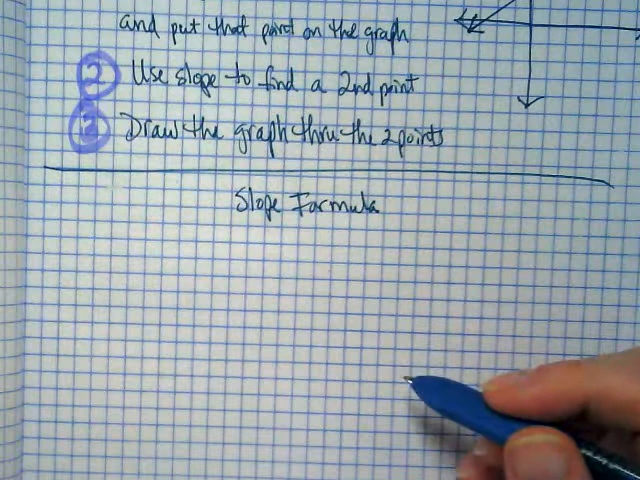 and put that point on the graph
2 Use slope to find a 2nd point
3 Draw the graph thru the 2 points
Slope Formula